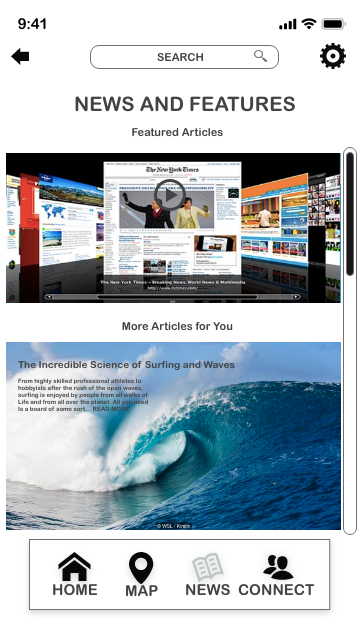 9:41
SEARCH
NEWS AND FEATURES
Featured Articles
The New York Times
The New York Times – Breaking News, World News & Multimedia
http://www.nytimes.com/
More Articles for You
The Incredible Science of Surfing and Waves
From highly skilled professional athletes to
hobbyists after the rush of the open waves,
surfing is enjoyed by people from all walks of
Life and from all over the planet. All you need
is a board of some sort... READ MORE
© WSL / Kirstin
HOME
MAP
NEWS
CONNECT